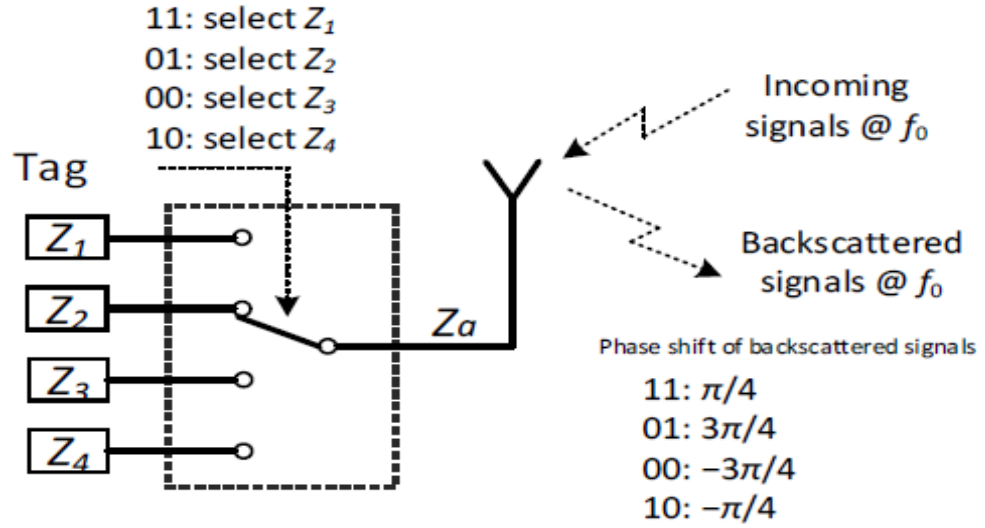 11: select Z1
01: select Z2
00: select Z3
10: select Z4
Tag
Z1
Z2
Z3
Z4
Za
Incoming
signals @ f0
Backscattered
signals @ f0
Phase shift of backscattered signals
11: π/4
01: 3π/4
00: −3π/4
10: −π/4